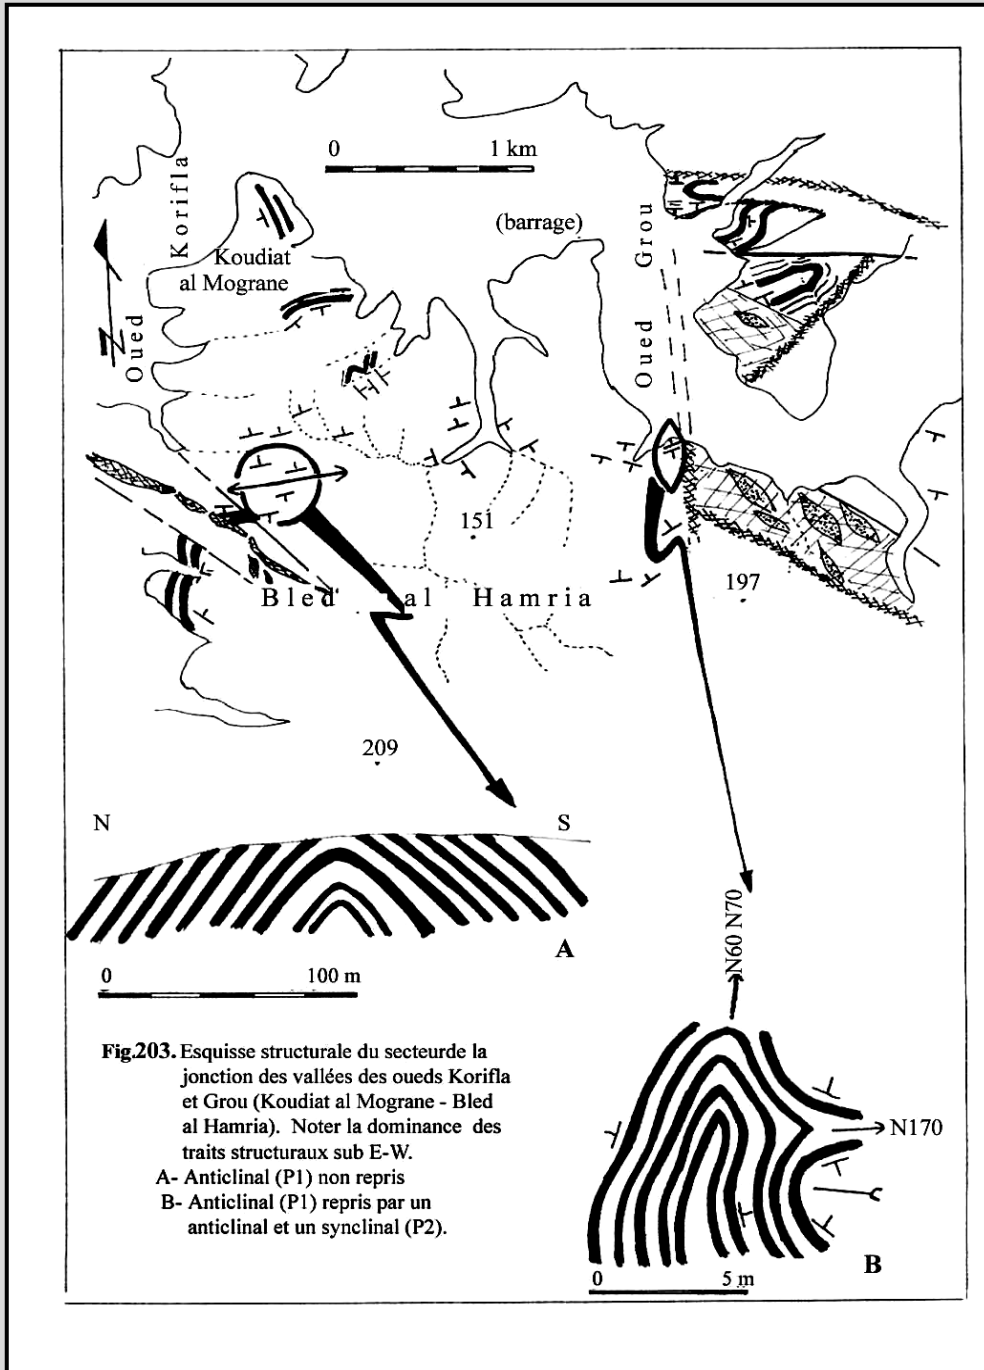 0 1 km
Oued Korifla
Koudiat
al Mograne
(barrage)
Oued Grou
N
151
197
Bled al Hamria
209
N S
A
0 100 m
N60 N70
N170
B
0 5 m
Fig.203. Esquisse structurale du secteurde la
jonction des vallées des oueds Korifla
et Grou (Koudiat al Mograne - Bled
al Hamria). Noter la dominance des
traits structuraux sub E-W.
A- Anticlinal (P1) non repris
B- Anticlinal (P1) repris par un
anticlinal et un synclinal (P2).